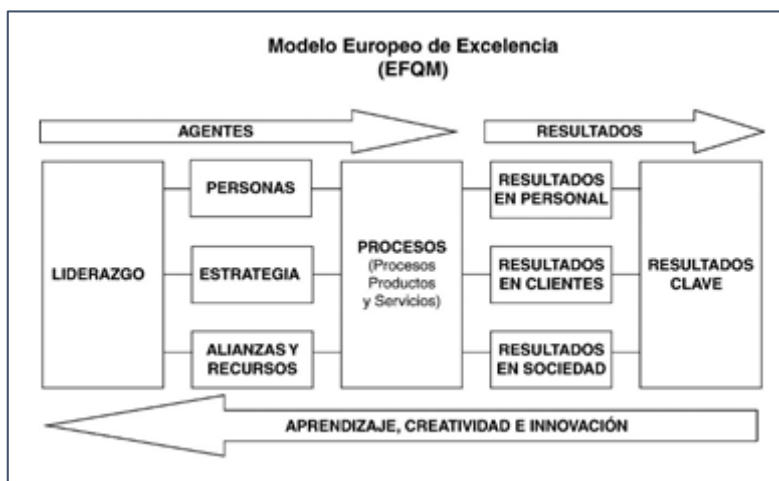 Modelo Europeo de Excelencia
(EFQM)
AGENTES
RESULTADOS
LIDERAZGO
PERSONAS
ESTRATEGIA
ALIANZAS Y
RECURSOS
PROCESOS
(Procesos
Productos
y Servicios)
RESULTADOS
EN PERSONAL
RESULTADOS
EN CLIENTES
RESULTADOS
EN SOCIEDAD
RESULTADOS
CLAVE
APRENDIZAJE, CREATIVIDAD E INNOVACIÓN